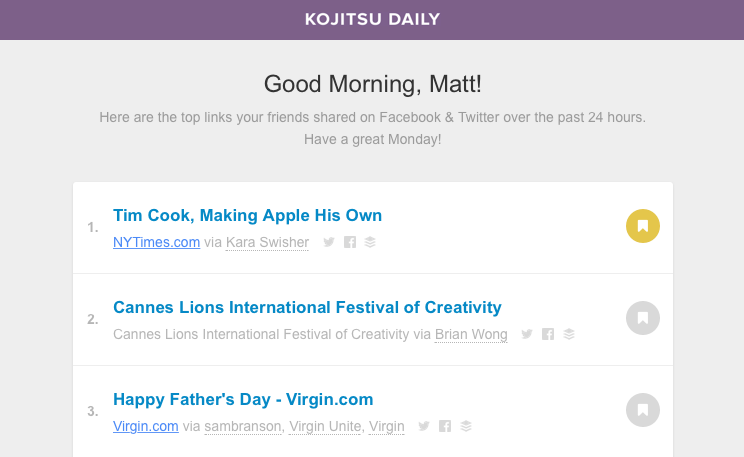 KOJITSU DAILY
Good Morning, Matt!
Here are the top links your friends shared on Facebook & Twitter over the past 24 hours.
Have a great Monday!
1.
Tim Cook, Making Apple His Own
NYTimes.com via Kara Swisher
2.
Cannes Lions International Festival of Creativity
Cannes Lions International Festival of Creativity via Brian Wong
3.
Happy Father's Day - Virgin.com
Virgin.com via sambranson, Virgin Unite, Virgin